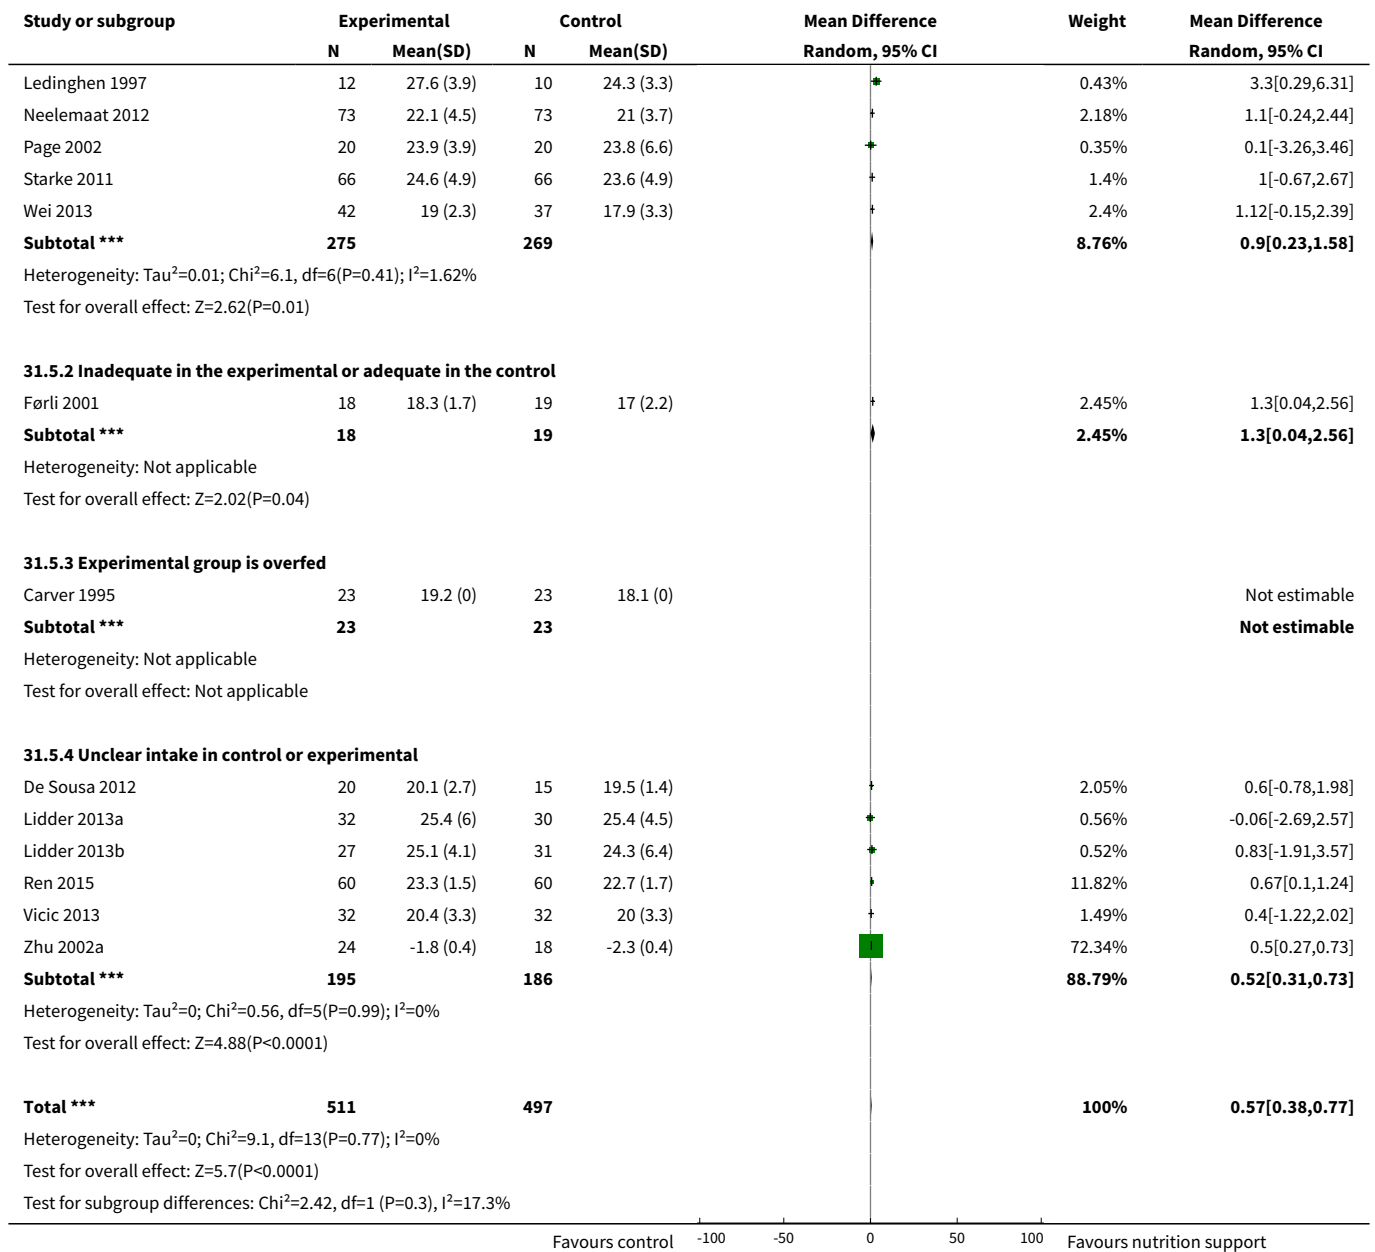 Study or subgroup Experimental Control Mean Difference Weight Mean Difference
N Mean(SD) N Mean(SD) Random, 95% CI Random, 95% CI
Ledinghen 1997 12 27.6 (3.9) 10 24.3 (3.3) 0.43% 3.3[0.29,6.31]
Neelemaat 2012 73 22.1 (4.5) 73 21 (3.7) 2.18% 1.1[-0.24,2.44]
Page 2002 20 23.9 (3.9) 20 23.8 (6.6) 0.35% 0.1[-3.26,3.46]
Starke 2011 66 24.6 (4.9) 66 23.6 (4.9) 1.4% 1[-0.67,2.67]
Wei 2013 42 19 (2.3) 37 17.9 (3.3) 2.4% 1.12[-0.15,2.39]
Subtotal *** 275 269 8.76% 0.9[0.23,1.58]
Heterogeneity: Tau²=0.01; Chi²=6.1, df=6(P=0.41); I²=1.62%
Test for overall effect: Z=2.62(P=0.01)
31.5.2 Inadequate in the experimental or adequate in the control
Førli 2001 18 18.3 (1.7) 19 17 (2.2) 2.45% 1.3[0.04,2.56]
Subtotal *** 18 19 2.45% 1.3[0.04,2.56]
Heterogeneity: Not applicable
Test for overall effect: Z=2.02(P=0.04)
31.5.3 Experimental group is overfed
Carver 1995 23 19.2 (0) 23 18.1 (0) Not estimable
Subtotal *** 23 23 Not estimable
Heterogeneity: Not applicable
Test for overall effect: Not applicable
31.5.4 Unclear intake in control or experimental
De Sousa 2012 20 20.1 (2.7) 15 19.5 (1.4) 2.05% 0.6[-0.78,1.98]
Lidder 2013a 32 25.4 (6) 30 25.4 (4.5) 0.56% -0.06[-2.69,2.57]
Lidder 2013b 27 25.1 (4.1) 31 24.3 (6.4) 0.52% 0.83[-1.91,3.57]
Ren 2015 60 23.3 (1.5) 60 22.7 (1.7) 11.82% 0.67[0.1,1.24]
Vicic 2013 32 20.4 (3.3) 32 20 (3.3) 1.49% 0.4[-1.22,2.02]
Zhu 2002a 24 -1.8 (0.4) 18 -2.3 (0.4) 72.34% 0.5[0.27,0.73]
Subtotal *** 195 186 88.79% 0.52[0.31,0.73]
Heterogeneity: Tau²=0; Chi²=0.56, df=5(P=0.99); I²=0%
Test for overall effect: Z=4.88(P<0.0001)
Total *** 511 497 100% 0.57[0.38,0.77]
Heterogeneity: Tau²=0; Chi²=9.1, df=13(P=0.77); I²=0%
Test for overall effect: Z=5.7(P<0.0001)
Test for subgroup differences: Chi²=2.42, df=1 (P=0.3), I²=17.3%
Favours control -100 -50 0 50 100 Favours nutrition support